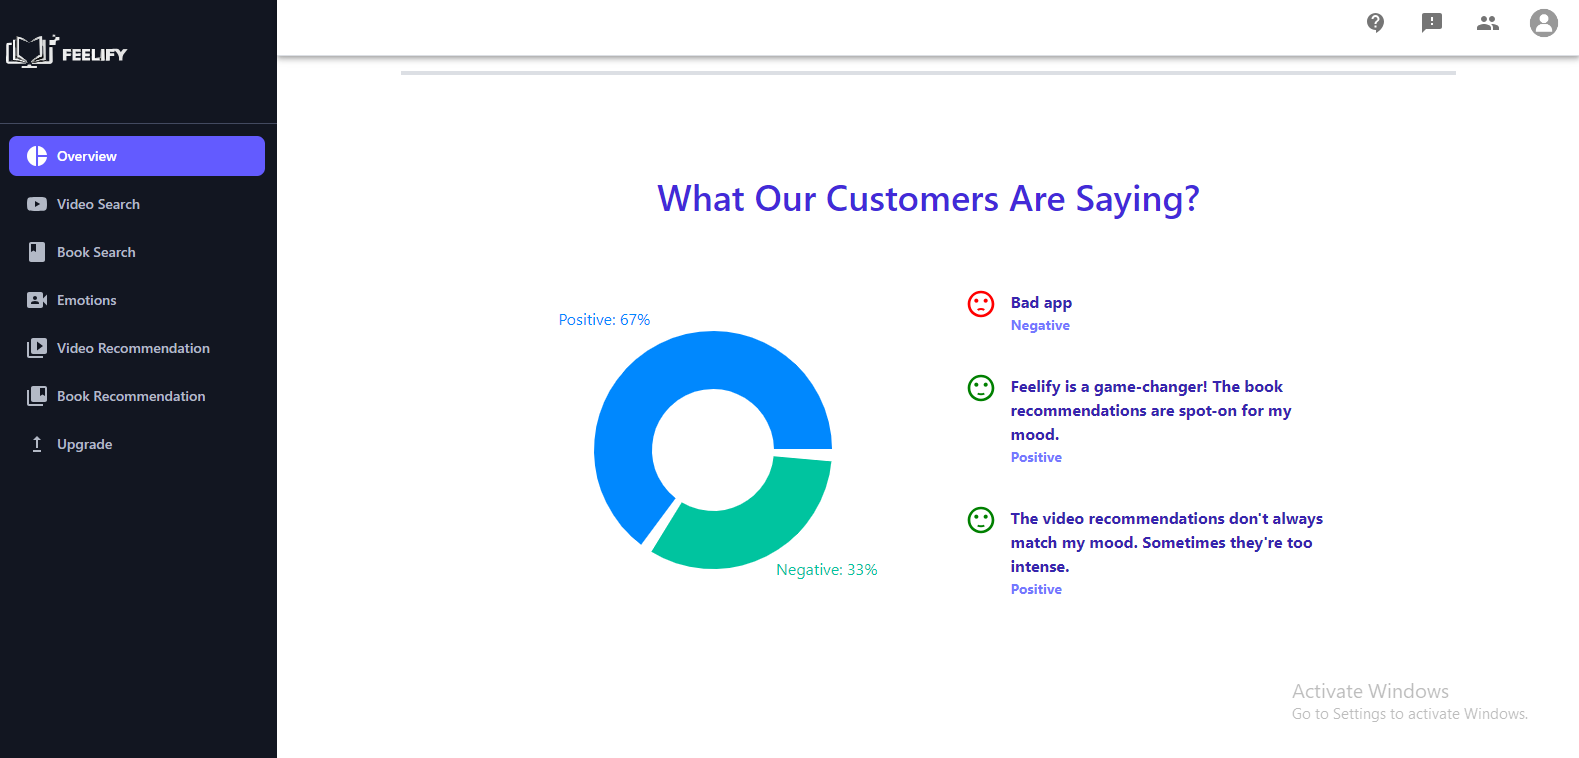 FEELIFY
Overview
Video Search
Book Search
Emotions
Video Recommendation
Book Recommendation
Upgrade
What Our Customers Are Saying?
Positive: 67%
Negative: 33%
Bad app
Negative
Feelify is a game-changer! The book
recommendations are spot-on for my
mood.
Positive
The video recommendations don't always
match my mood. Sometimes they're too
intense.
Positive
Activate Windows
Go to Settings to activate Windows.